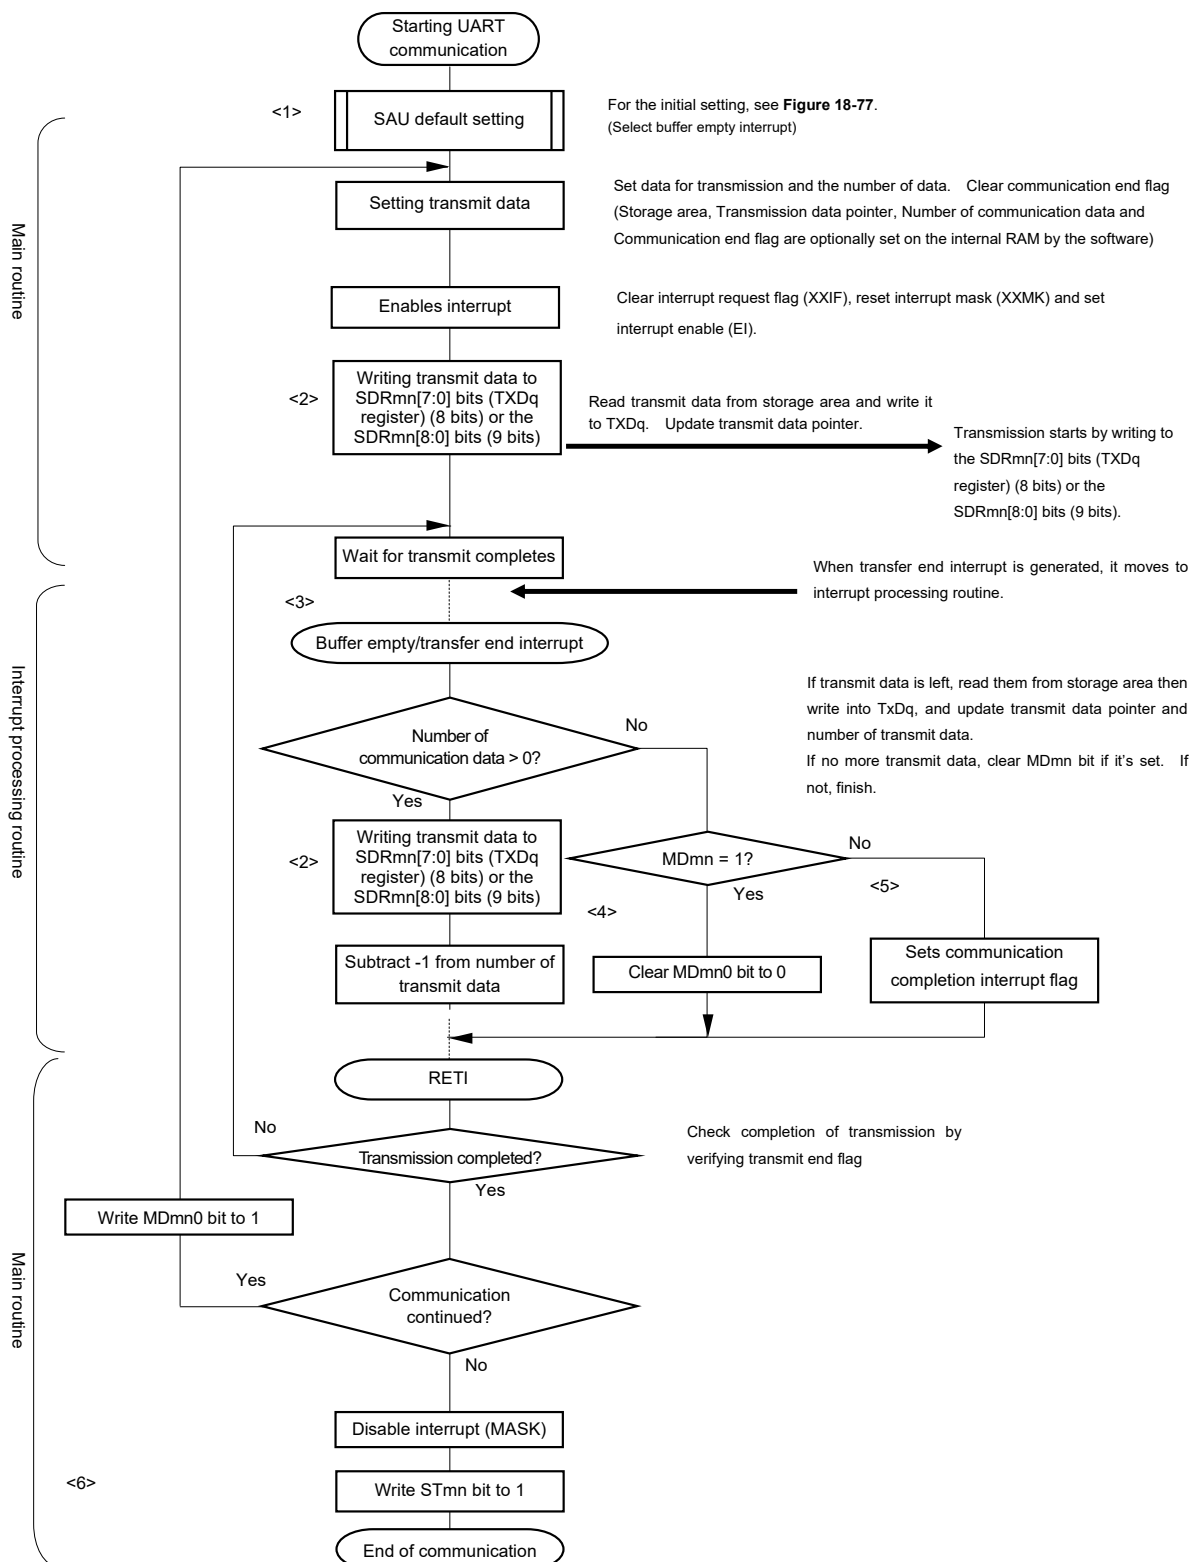 Starting UART
communication
<1>
SAU default setting
For the initial setting, see Figure 18-77.
(Select buffer empty interrupt)
Main routine
Setting transmit data
Set data for transmission and the number of data. Clear communication end flag
(Storage area, Transmission data pointer, Number of communication data and
Communication end flag are optionally set on the internal RAM by the software)
Enables interrupt
Clear interrupt request flag (XXIF), reset interrupt mask (XXMK) and set
interrupt enable (EI).
<2>
Writing transmit data to
SDRmn[7:0] bits (TXDq
register) (8 bits) or the
SDRmn[8:0] bits (9 bits)
Read transmit data from storage area and write it
to TXDq. Update transmit data pointer.
Transmission starts by writing to
the SDRmn[7:0] bits (TXDq
register) (8 bits) or the
SDRmn[8:0] bits (9 bits).
Wait for transmit completes
When transfer end interrupt is generated, it moves to
interrupt processing routine.
<3>
Buffer empty/transfer end interrupt
Interrupt processing routine
If transmit data is left, read them from storage area then
write into TxDq, and update transmit data pointer and
number of transmit data.
If no more transmit data, clear MDmn bit if it's set. If
not, finish.
Number of
communication data > 0?
No
Yes
<2>
Writing transmit data to
SDRmn[7:0] bits (TXDq
register) (8 bits) or the
SDRmn[8:0] bits (9 bits)
MDmn = 1?
No
Yes
<4>
<5>
Subtract -1 from number of
transmit data
Clear MDmn0 bit to 0
Sets communication
completion interrupt flag
RETI
No
Transmission completed?
Check completion of transmission by
verifying transmit end flag
Yes
Write MDmn0 bit to 1
Main routine
Yes
Communication
continued?
No
Disable interrupt (MASK)
<6>
Write STmn bit to 1
End of communication